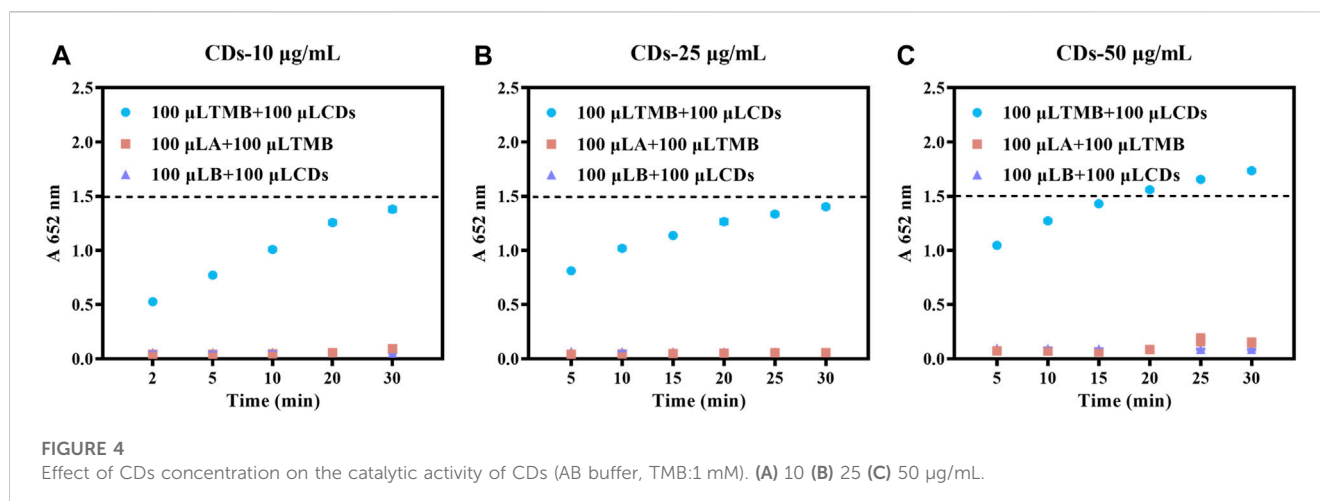 A
CDs-10 μg/mL
2.5
2.0
1.5
1.0
0.5
0.0
A 652 nm
100 μLTMB+100 μLCDs
100 μLA+100 μLTMB
100 μLB+100 μLCDs
2 5 10 20 30
Time (min)
B
CDs-25 μg/mL
2.5
2.0
1.5
1.0
0.5
0.0
A 652 nm
100 μLTMB+100 μLCDs
100 μLA+100 μLTMB
100 μLB+100 μLCDs
5 10 15 20 25 30
Time (min)
C
CDs-50 μg/mL
2.5
2.0
1.5
1.0
0.5
0.0
A 652 nm
100 μLTMB+100 μLCDs
100 μLA+100 μLTMB
100 μLB+100 μLCDs
5 10 15 20 25 30
Time (min)
FIGURE 4
Effect of CDs concentration on the catalytic activity of CDs (AB buffer, TMB:1 mM). (A) 10 (B) 25 (C) 50 μg/mL.